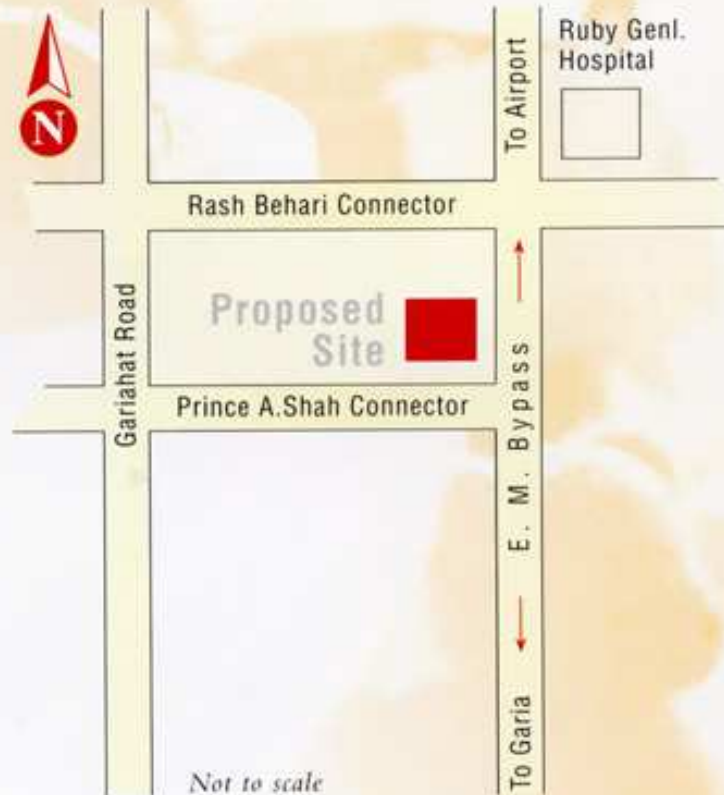 N
To Airport
Ruby Genl.
Hospital
Rash Behari Connector
Gariahat Road
Proposed
Site
Prince A.Shah Connector
E. M. Bypass
To Garia
Not to scale